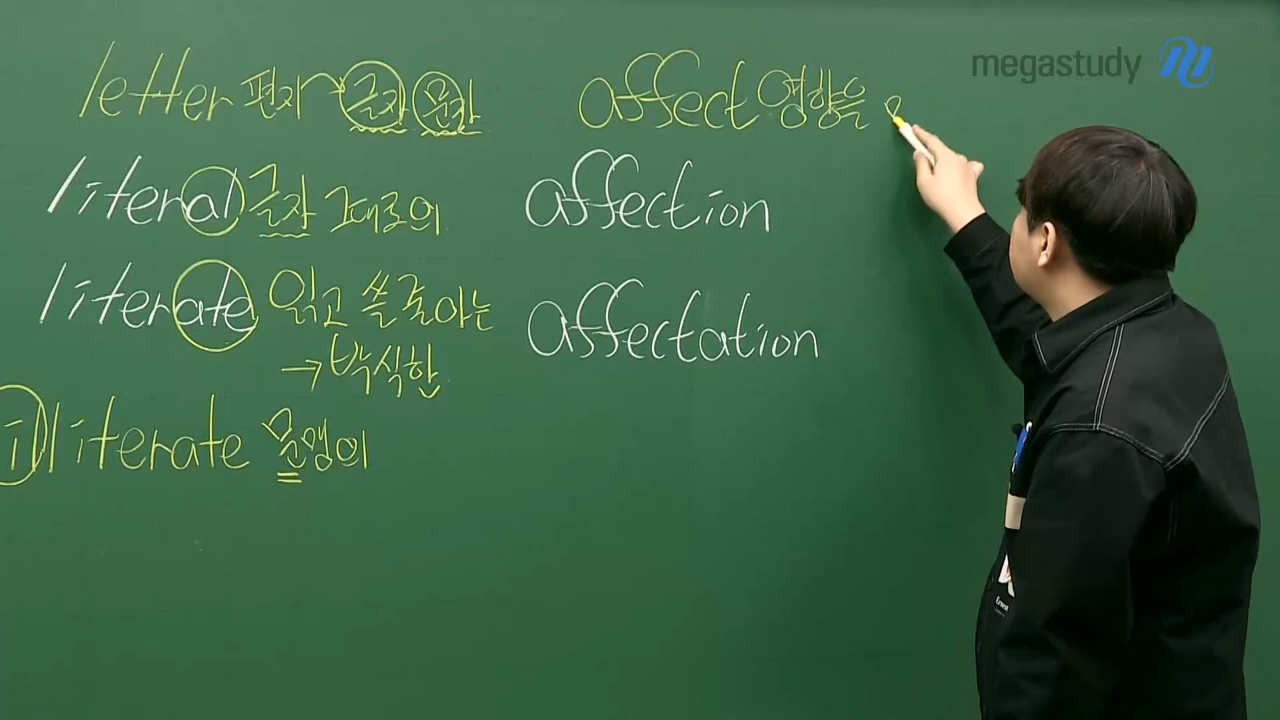 letter 편지 → 글자 문자
literal 글자 그대로의
literate 읽고 쓸 줄 아는
→ 박식한
illiterate 문맹의
affect 영향을
affection
affectation
megastudy